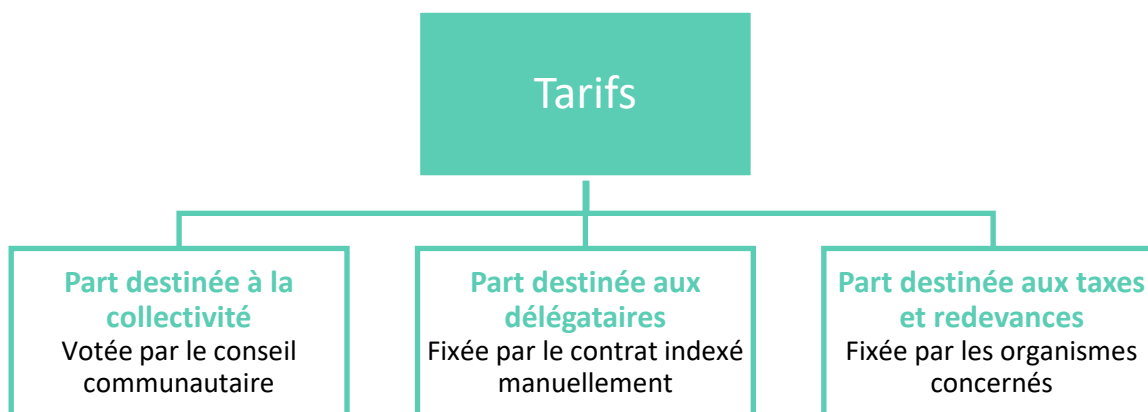 Tarifs
Part destinée à la
collectivité
Votée par le conseil
communautaire
Part destinée aux
délégataires
Fixée par le contrat indexé
manuellement
Part destinée aux taxes
et redevances
Fixée par les organismes
concernés